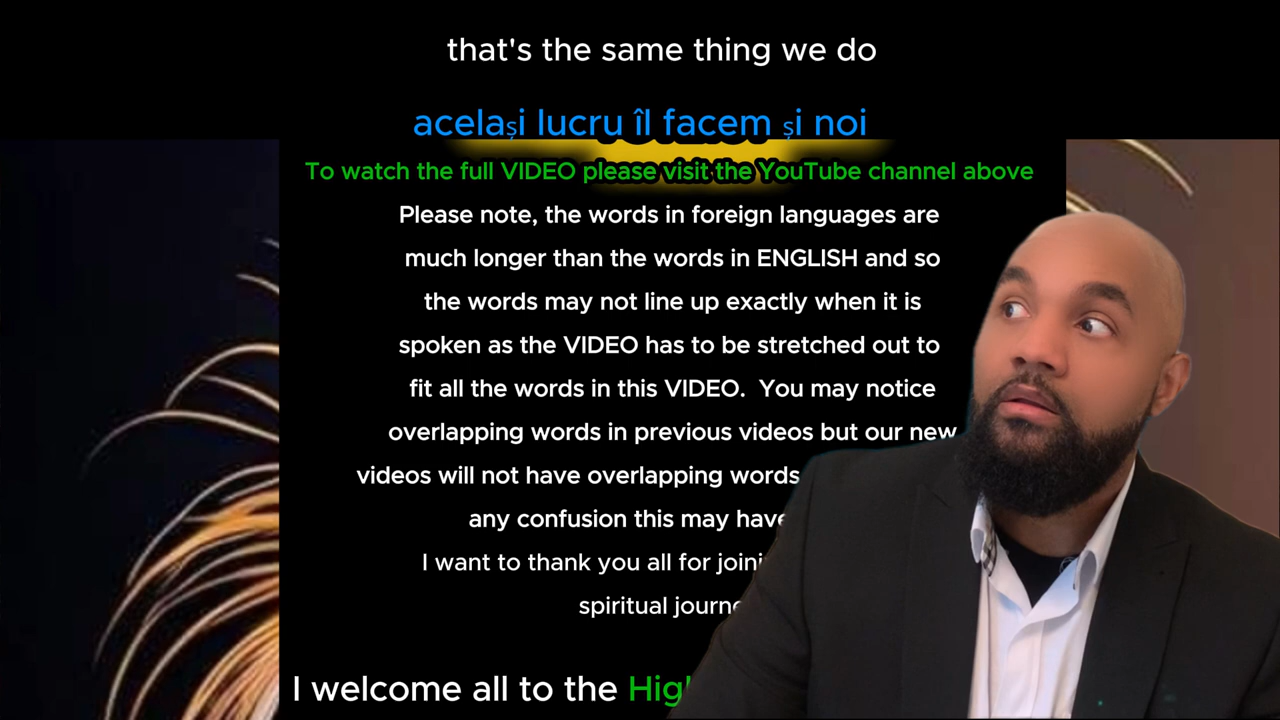 that's the same thing we do
același lucru îl facem și noi
To watch the full VIDEO please visit the YouTube channel above
Please note, the words in foreign languages are
much longer than the words in ENGLISH and so
the words may not line up exactly when it is
spoken as the VIDEO has to be stretched out to
fit all the words in this VIDEO. You may notice
overlapping words in previous videos but our new
videos will not have overlapping words
any confusion this may have
I want to thank you all for
spiritual
I welcome all to the